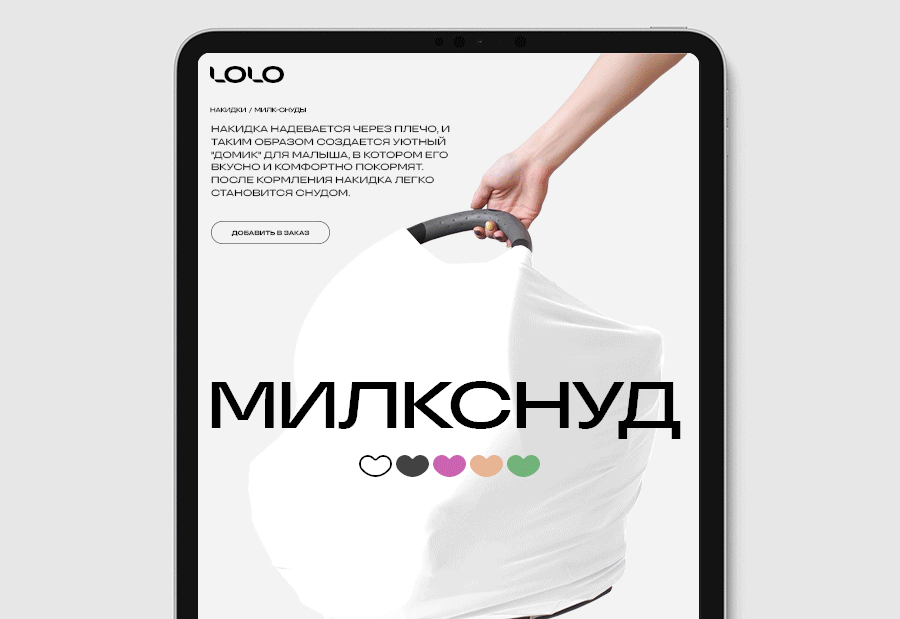 LOLO
НАКИДКИ / МИЛК-СНУДЫ
НАКИДКА НАДЕВАЕТСЯ ЧЕРЕЗ ПЛЕЧО, И
ТАКИМ ОБРАЗОМ СОЗДАЕТСЯ УЮТНЫЙ
"ДОМИК" ДЛЯ МАЛЫША, В КОТОРОМ ЕГО
ВКУСНО И КОМФОРТНО ПОКОРМЯТ.
ПОСЛЕ КОРМЛЕНИЯ НАКИДКА ЛЕГКО
СТАНОВИТСЯ СНУДОМ.
ДОБАВИТЬ В ЗАКАЗ
МИЛКСНУД